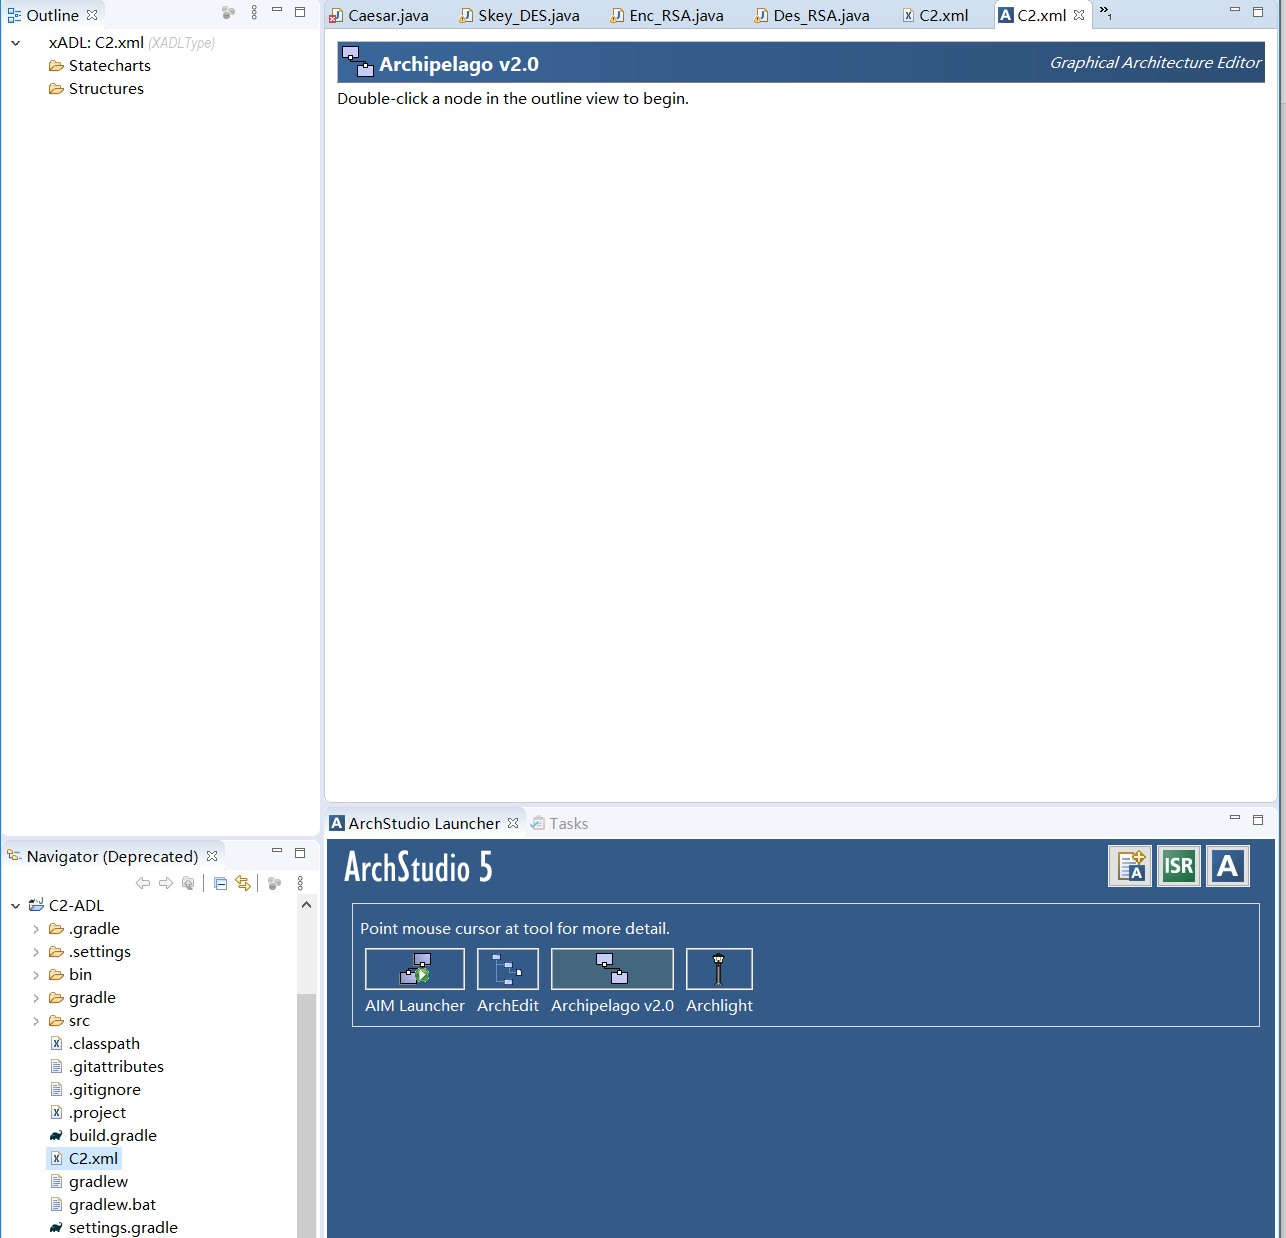 Outline
xADL: C2.xml (XADLType)
Statecharts
Structures
Caesar.java
Skey_DES.java
Enc_RSA.java
Des_RSA.java
C2.xml
C2.xml
»1
Archipelago v2.0
Graphical Architecture Editor
Double-click a node in the outline view to begin.
Navigator (Deprecated)
C2-ADL
.gradle
.settings
bin
gradle
src
.classpath
.gitattributes
.gitignore
.project
build.gradle
C2.xml
gradlew
gradlew.bat
settings.gradle
ArchStudio Launcher
Tasks
ArchStudio 5
ISR
A
Point mouse cursor at tool for more detail.
AIM Launcher
ArchEdit
Archipelago v2.0
Archlight